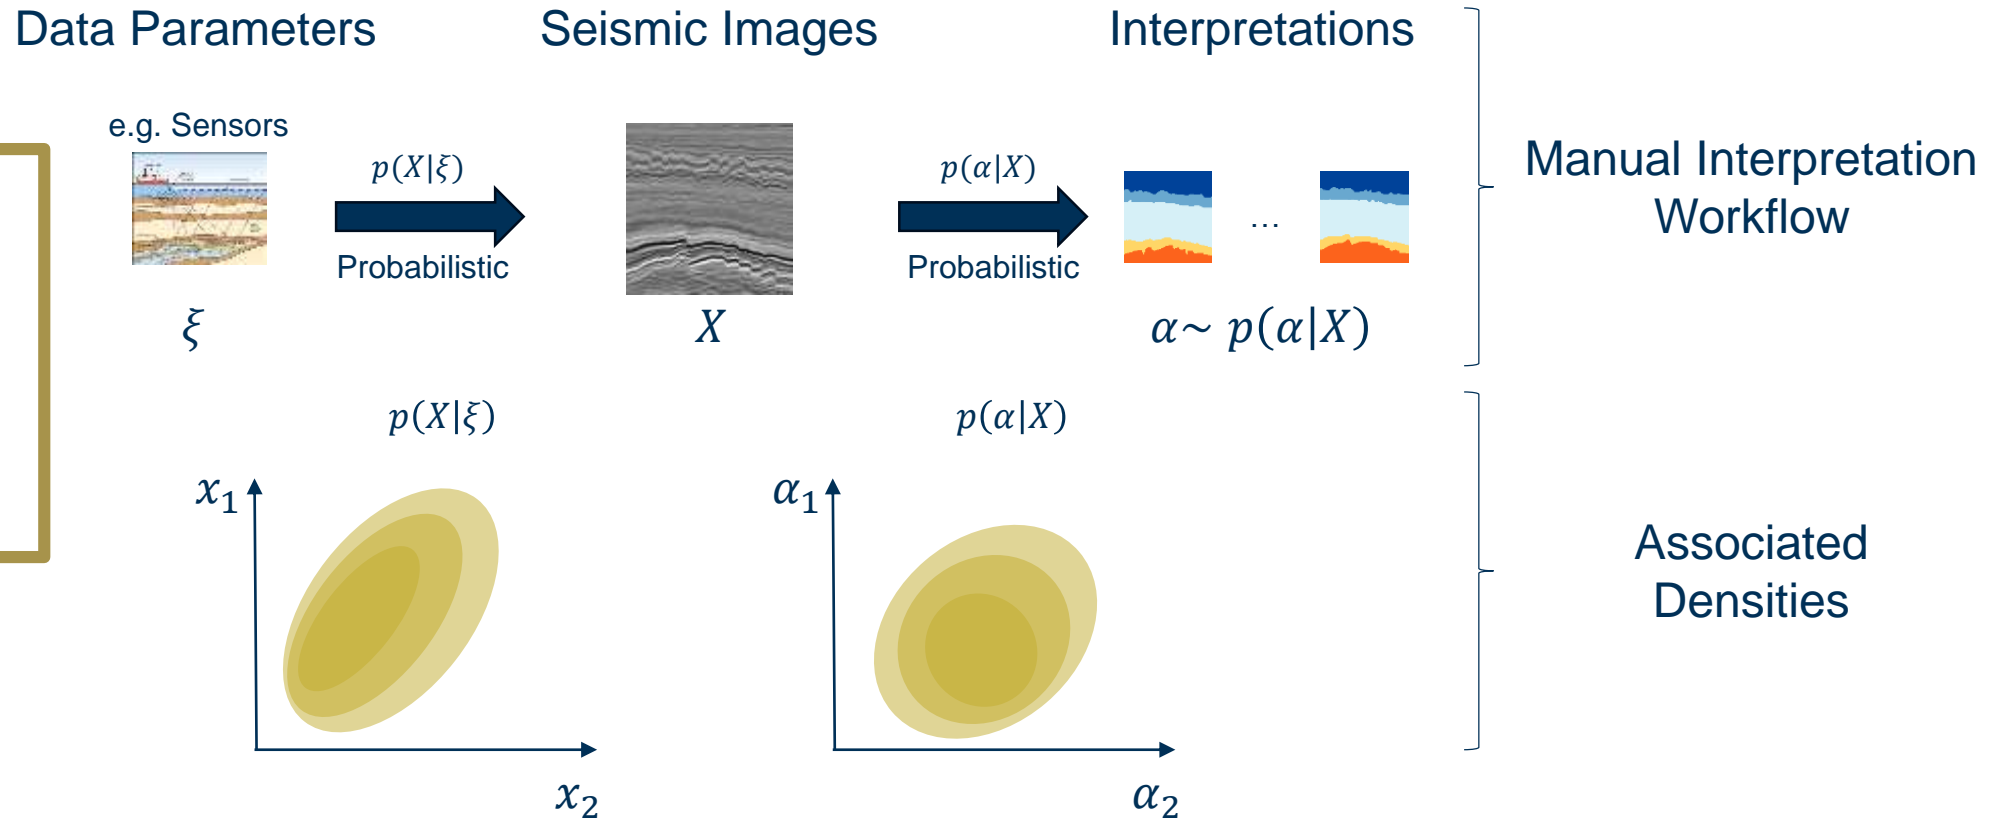 Data Parameters
Seismic Images
Interpretations
e.g. Sensors
p(X|ξ)
Probabilistic
p(α|X)
Probabilistic
...
ξ
X
α~ p(α|X)
Manual Interpretation
Workflow
p(X|ξ)
x₁
x₂
p(α|X)
α₁
α₂
Associated
Densities